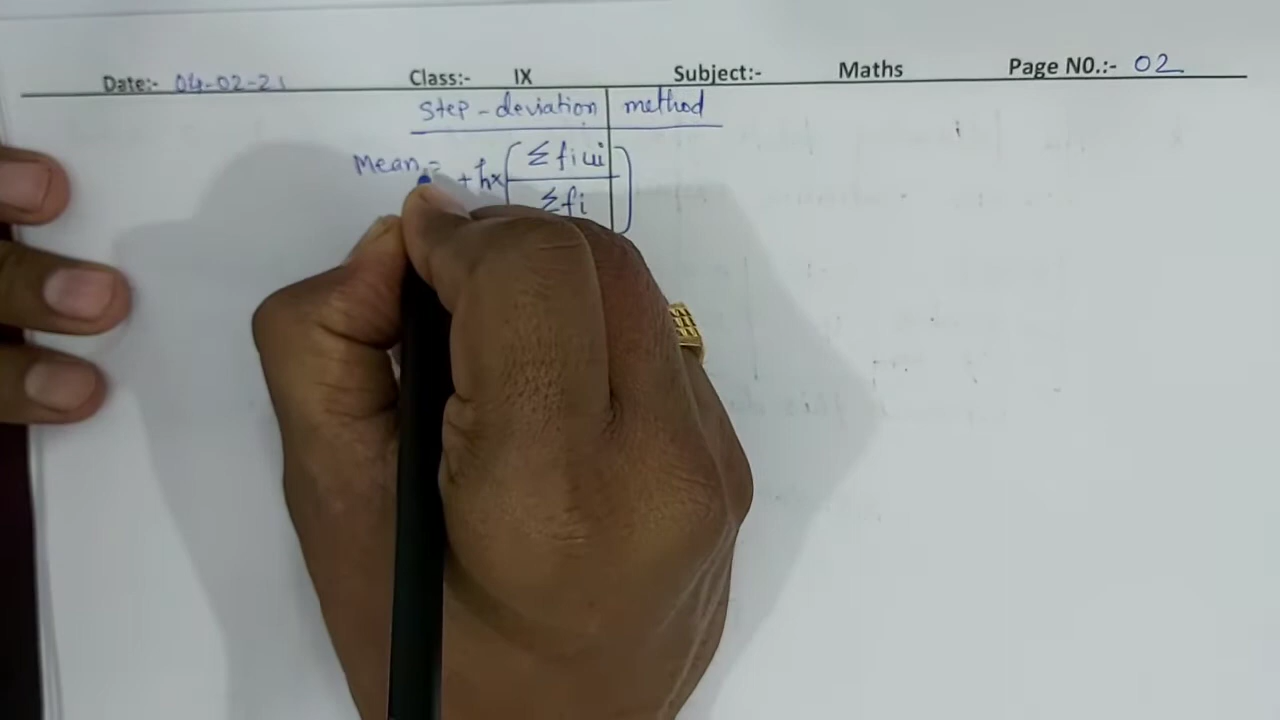 Date:- 04-02-21 Class:- IX Subject:- Maths Page N0.:- 02
step-deviation method
Mean = + h× ( Σfiui / Σfi )